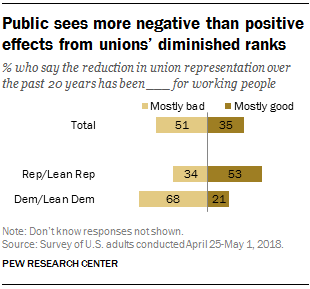 Public sees more negative than positive
effects from unions' diminished ranks
% who say the reduction in union representation over
the past 20 years has been ___ for working people
Mostly bad Mostly good
Total 51 35
Rep/Lean Rep 34 53
Dem/Lean Dem 68 21
Note: Don't know responses not shown.
Source: Survey of U.S. adults conducted April 25-May 1, 2018.
PEW RESEARCH CENTER